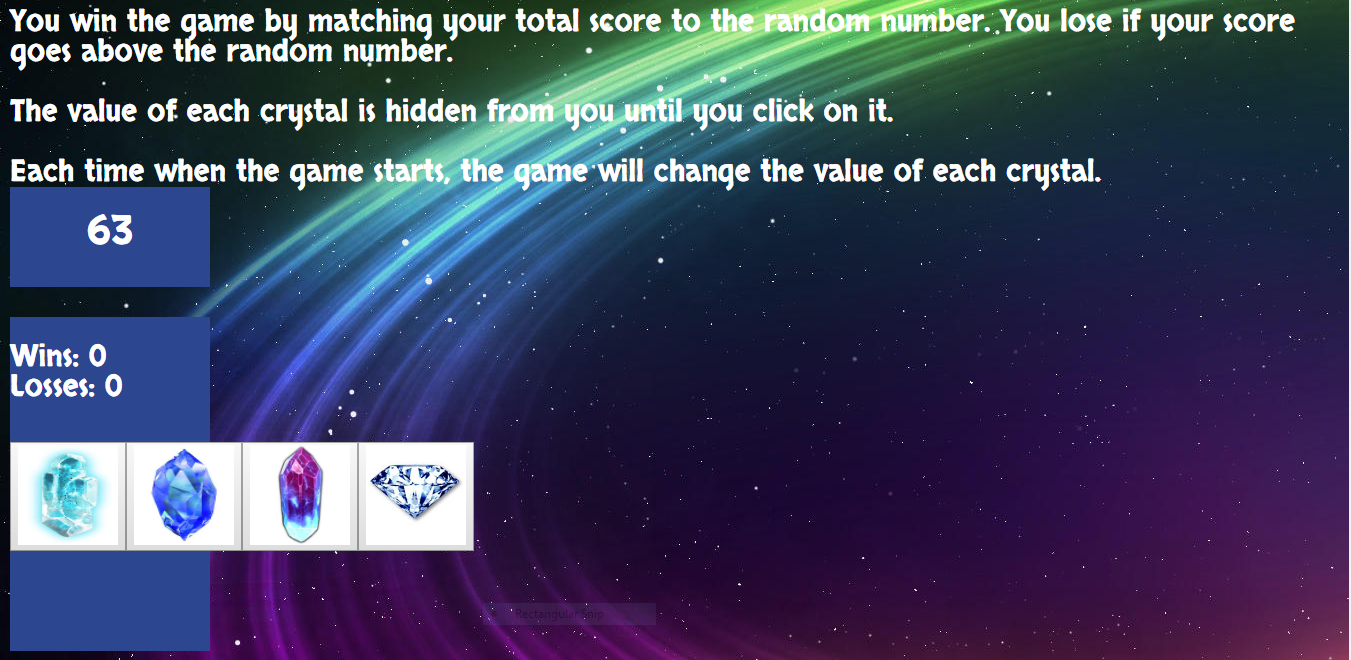 You win the game by matching your total score to the random number. You lose if your score
goes above the random number.
The value of each crystal is hidden from you until you click on it.
Each time when the game starts, the game will change the value of each crystal.
63
Wins: 0
Losses: 0
Rectangular Snip